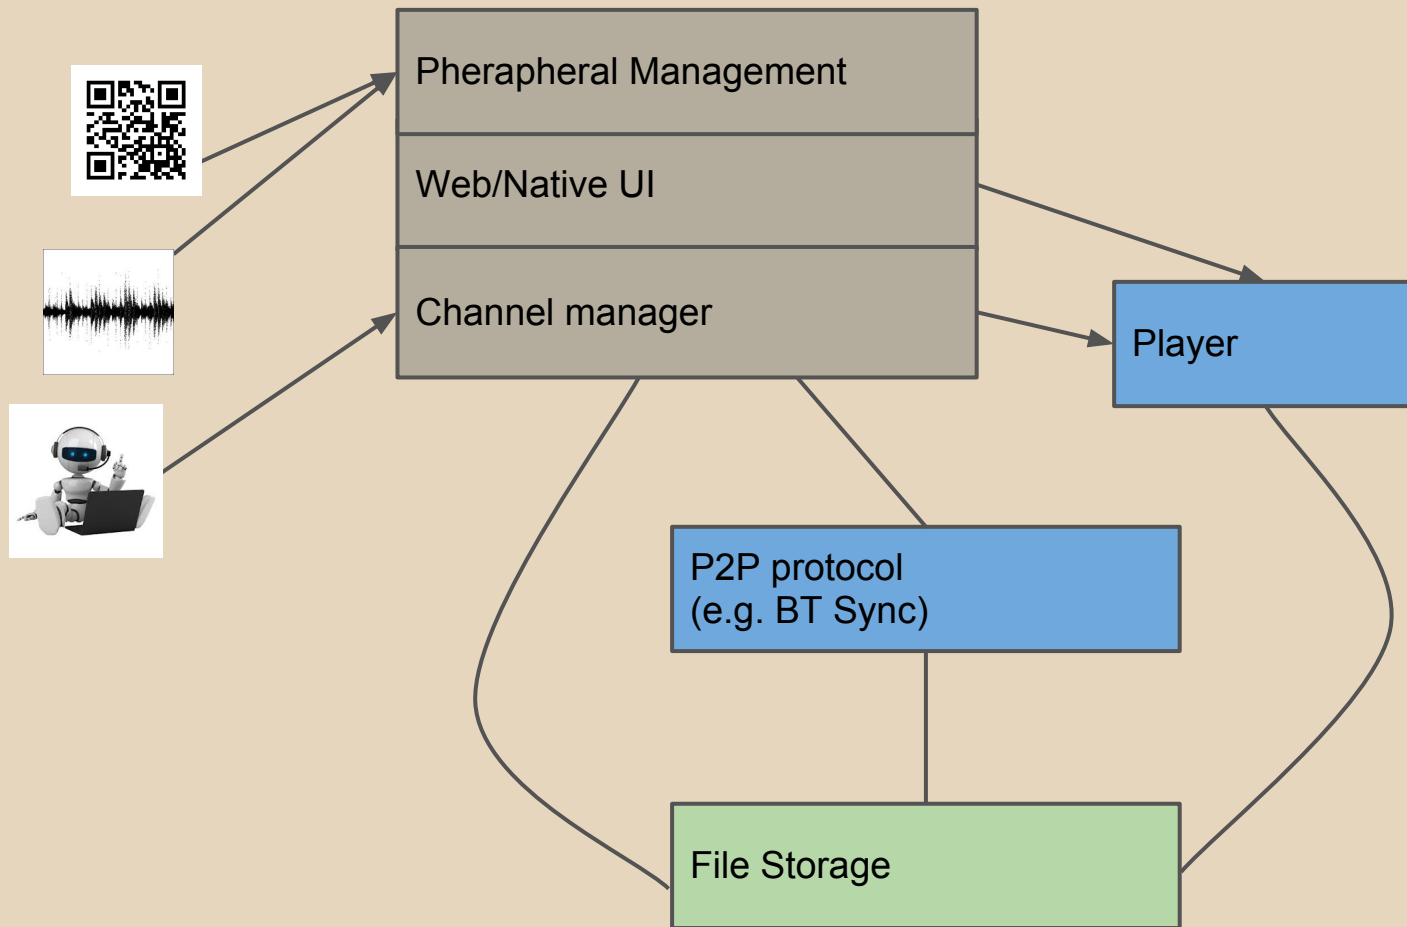 Pherapheral Management
Web/Native UI
Channel manager
Player
P2P protocol
(e.g. BT Sync)
File Storage